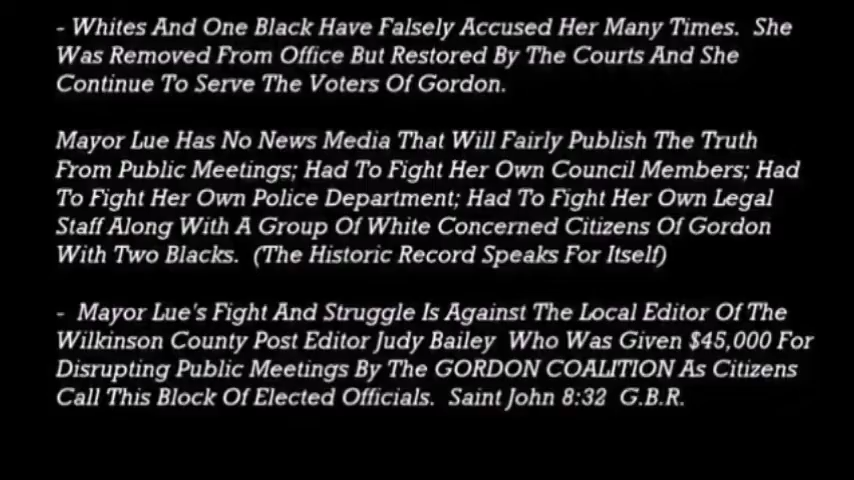 - Whites And One Black Have Falsely Accused Her Many Times.  She
Was Removed From Office But Restored By The Courts And She
Continue To Serve The Voters Of Gordon.
Mayor Lue Has No News Media That Will Fairly Publish The Truth
From Public Meetings; Had To Fight Her Own Council Members; Had
To Fight Her Own Police Department; Had To Fight Her Own Legal
Staff Along With A Group Of White Concerned Citizens Of Gordon
With Two Blacks.  (The Historic Record Speaks For Itself)
-  Mayor Lue's Fight And Struggle Is Against The Local Editor Of The
Wilkinson County Post Editor Judy Bailey  Who Was Given $45,000 For
Disrupting Public Meetings By The GORDON COALITION As Citizens
Call This Block Of Elected Officials.  Saint John 8:32  G.B.R.